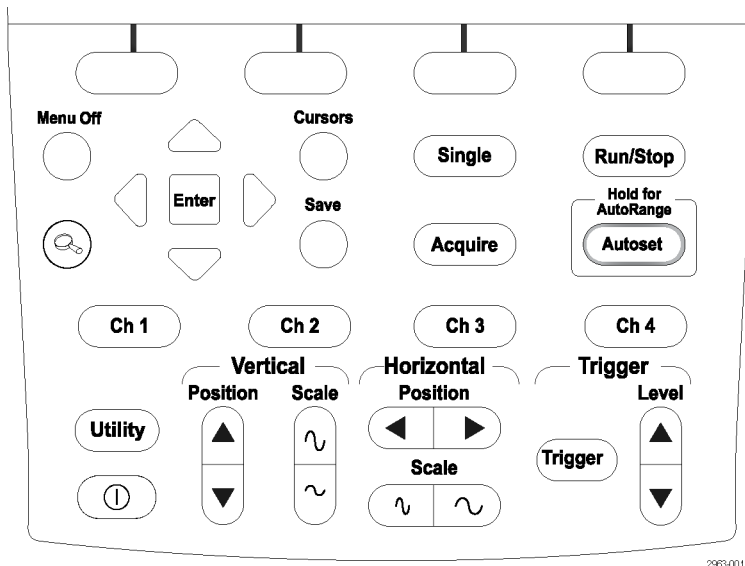 Menu Off
Cursors
Single
Run/Stop
Enter
Save
Hold for
AutoRange
Acquire
Autoset
Ch 1
Ch 2
Ch 3
Ch 4
Vertical
Horizontal
Trigger
Position
Scale
Position
Level
Utility
Trigger
Scale
2963-001